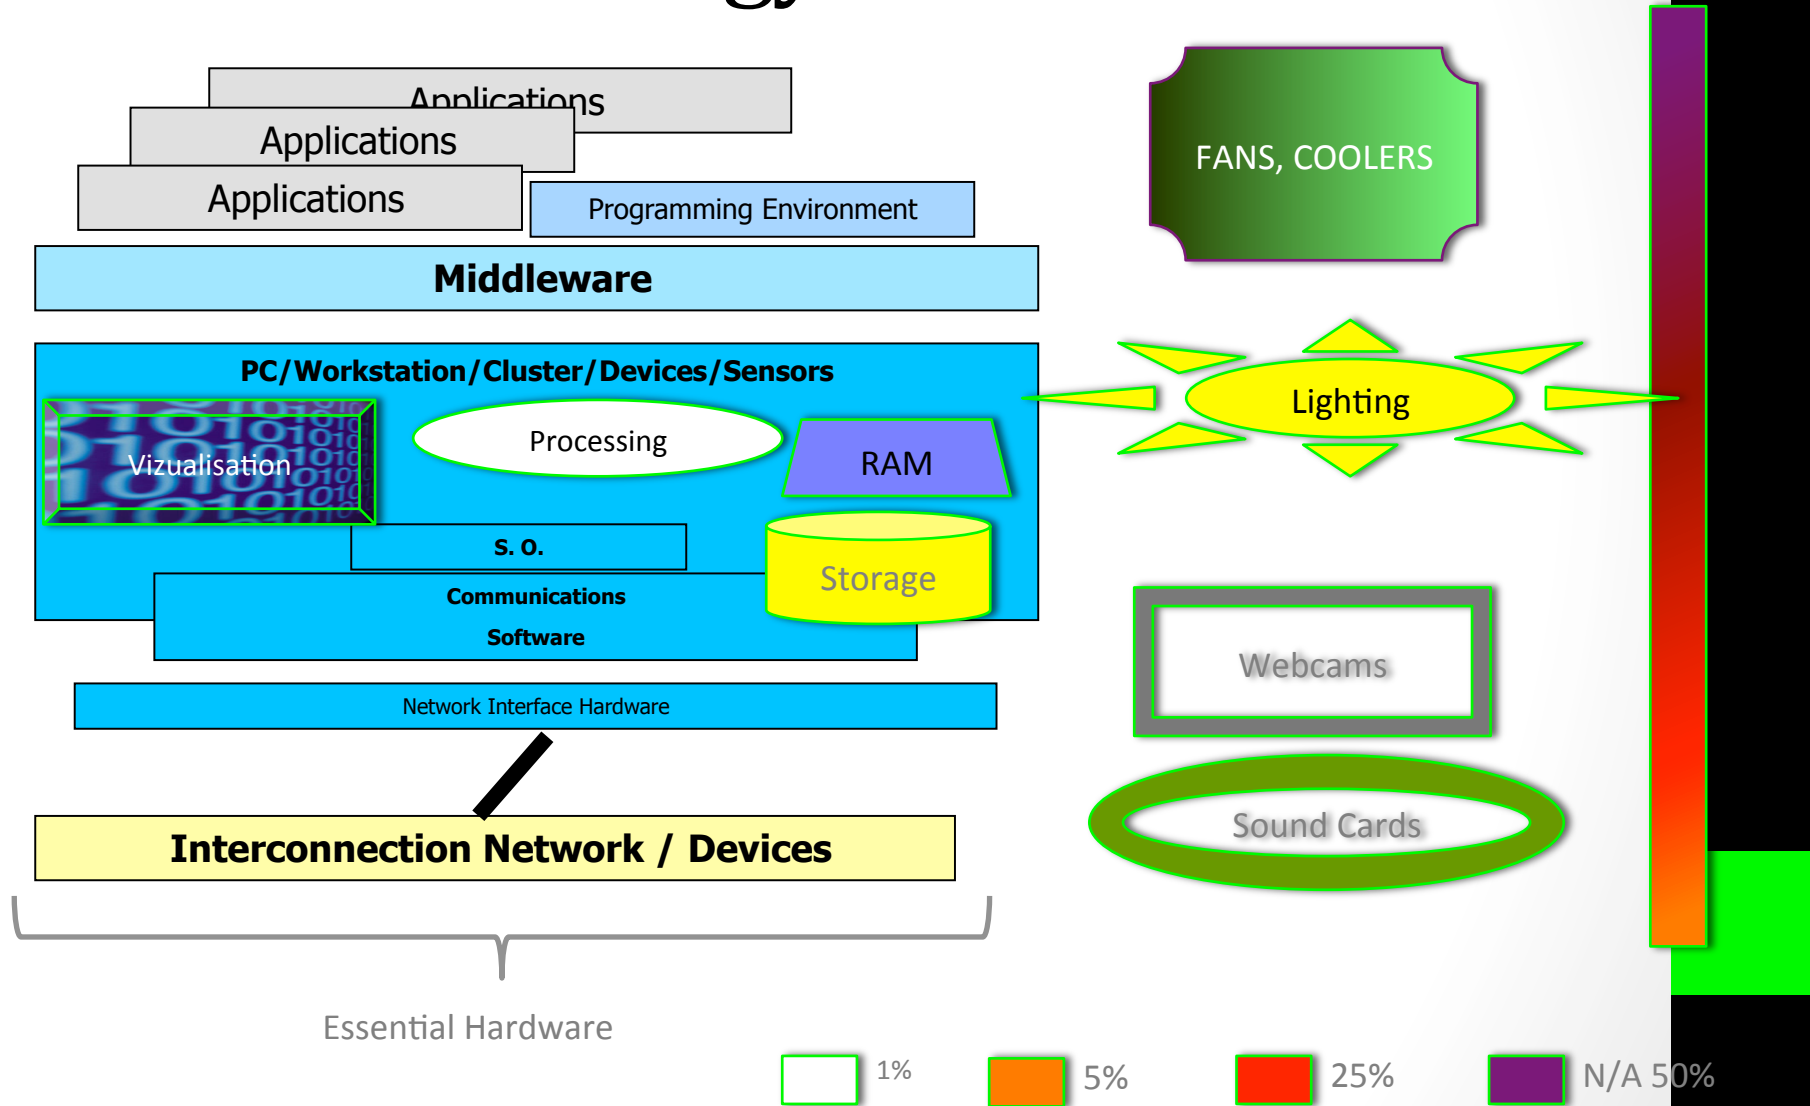 gy
Applications
Applications
Applications
Programming Environment
Middleware
PC/Workstation/Cluster/Devices/Sensors
Vizualisation
Processing
RAM
S. O.
Storage
Communications
Software
Network Interface Hardware
Interconnection Network / Devices
Essential Hardware
FANS, COOLERS
Lighting
Webcams
Sound Cards
1%
5%
25%
N/A 50%